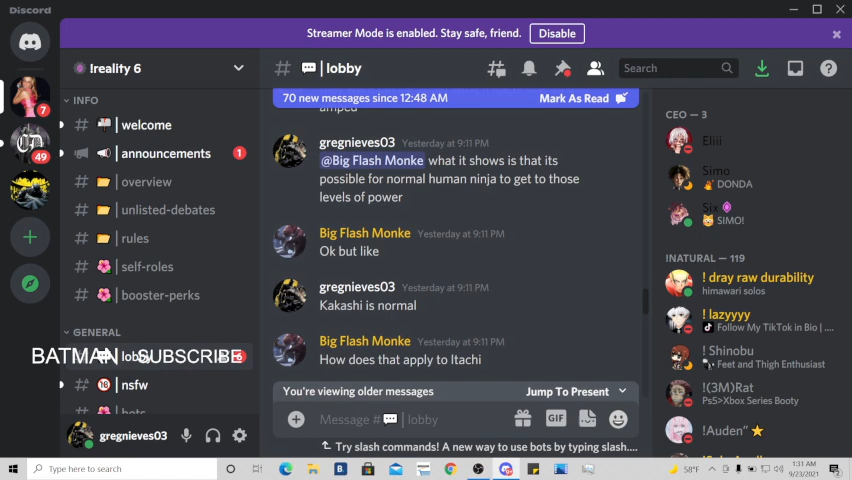 Discord
Streamer Mode is enabled. Stay safe, friend. Disable
!reality 6
lobby
Search
70 new messages since 12:48 AM
Mark As Read
INFO
welcome
announcements 1
overview
unlisted-debates
rules
self-roles
booster-perks
GENERAL
BATMAN SUBSCRIBE
nsfw
7
49
amped
gregnieves03 Yesterday at 9:11 PM
@Big Flash Monke what it shows is that its
possible for normal human ninja to get to those
levels of power
Big Flash Monke Yesterday at 9:11 PM
Ok but like
gregnieves03 Yesterday at 9:11 PM
Kakashi is normal
Big Flash Monke Yesterday at 9:11 PM
How does that apply to Itachi
You're viewing older messages
Jump To Present
Message # | lobby
GIF
Try slash commands! A new way to use bots by typing slash....
CEO — 3
Eliii
Simo
DONDA
Six
SIMO!
INATURAL — 119
! dray raw durability
himawari solos
! lazyyyy
Follow My TikTok in Bio | ....
! Shinobu
Feet and Thigh Enthusiast
!(3M)Rat
Ps5>Xbox Series Booty
!Auden"
gregnieves03
Type here to search
58°F
1:31 AM
9/23/2021